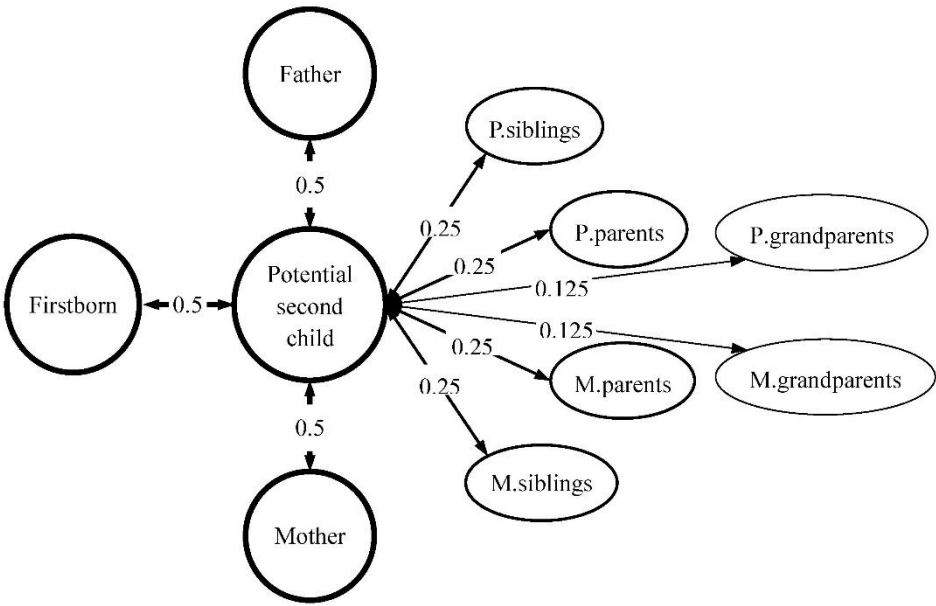 Father
P.siblings
0.5
0.25
P.parents
P.grandparents
0.25
Potential
second
child
Firstborn
0.5
0.125
0.125
0.25
M.parents
M.grandparents
0.25
0.5
M.siblings
Mother